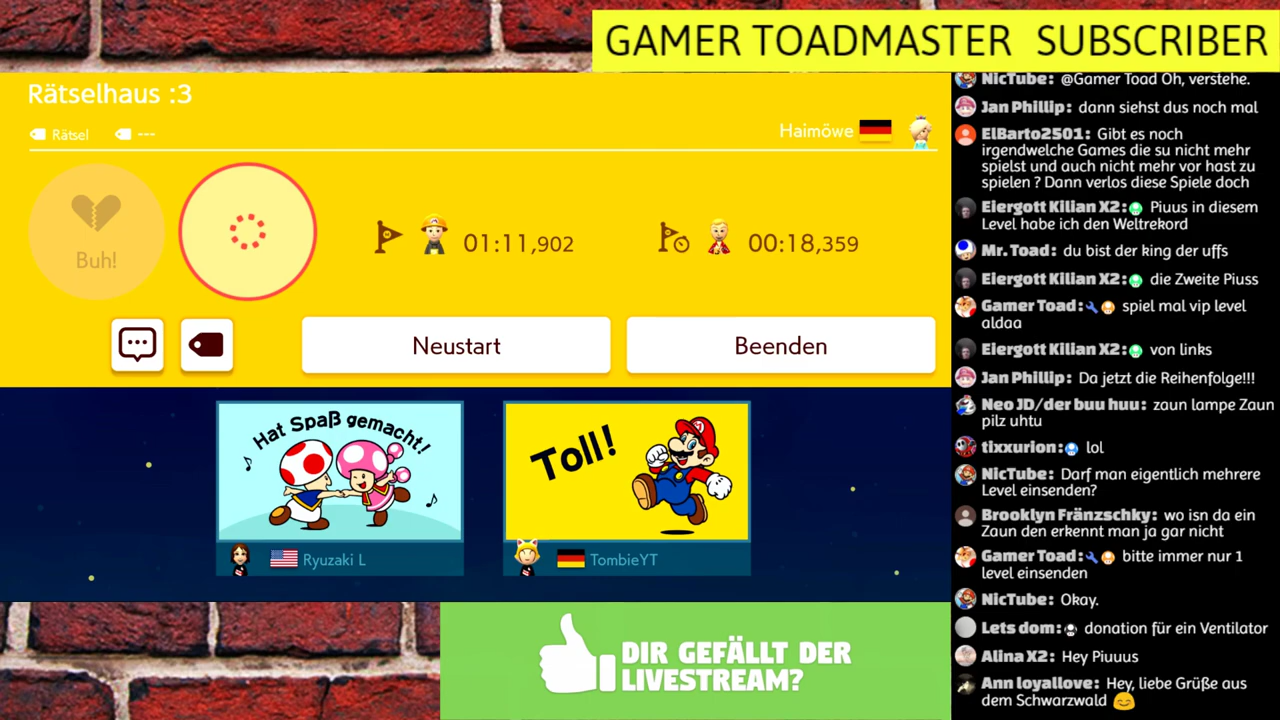 GAMER TOADMASTER SUBSCRIBER
Rätselhaus :3
Rätsel
---
Haimöwe
Buh!
01:11,902
00:18,359
Neustart
Beenden
Hat Spaß gemacht!
Toll!
Ryuzaki L
TombieYT
DIR GEFÄLLT DER
LIVESTREAM?
NicTube: @Gamer Toad Oh, verstehe.
Jan Phillip: dann siehst dus noch mal
ElBarto2501: Gibt es noch
irgendwelche Games die su nicht mehr
spielst und auch nicht mehr vor hast zu
spielen ? Dann verlos diese Spiele doch
Eiergott Kilian X2: Piuus in diesem
Level habe ich den Weltrekord
Mr. Toad: du bist der king der uffs
Eiergott Kilian X2: die Zweite Piuss
Gamer Toad: spiel mal vip level
aldaa
Eiergott Kilian X2: von links
Jan Phillip: Da jetzt die Reihenfolge!!!
Neo JD/der buu huu: zaun lampe Zaun
pilz uhtu
tixxurion: lol
NicTube: Darf man eigentlich mehrere
Level einsenden?
Brooklyn Fränzschky: wo isn da ein
Zaun den erkennt man ja gar nicht
Gamer Toad: bitte immer nur 1
level einsenden
NicTube: Okay.
Lets dom: donation für ein Ventilator
Alina X2: Hey Piuuus
Ann loyallove: Hey, liebe Grüße aus
dem Schwarzwald 😊